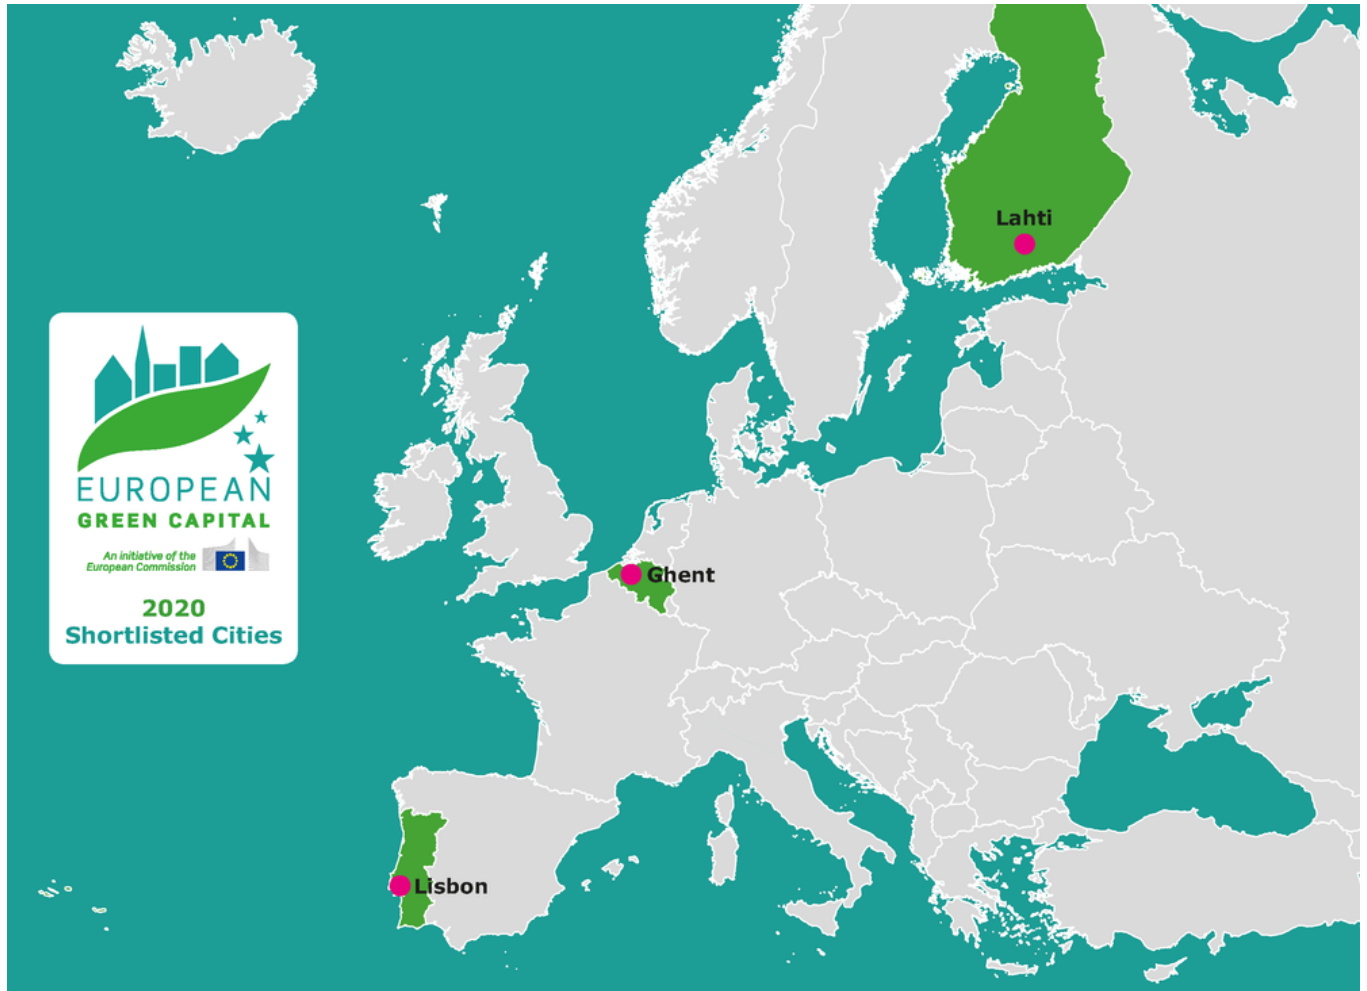 EUROPEAN
GREEN CAPITAL
An initiative of the
European Commission
2020
Shortlisted Cities
Lahti
Ghent
Lisbon